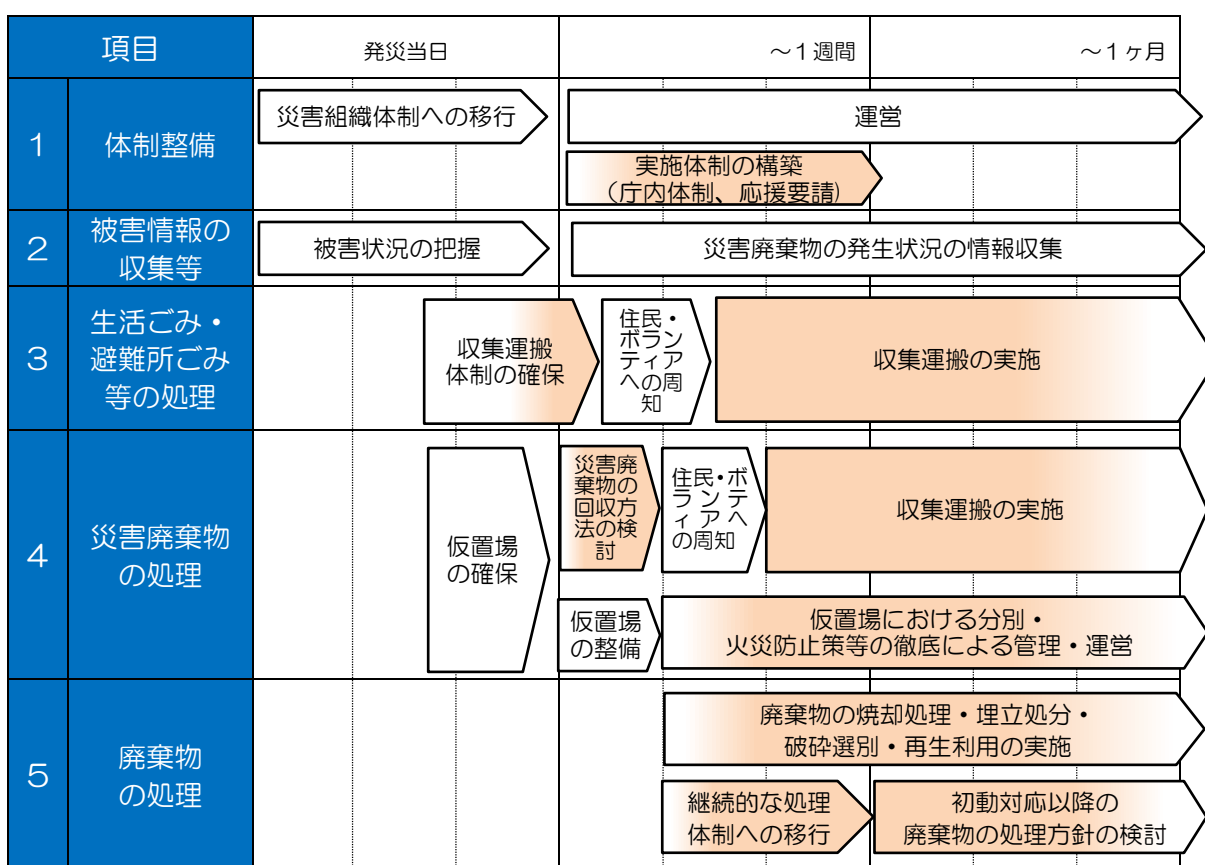 項目
発災当日
～１週間
～１ヶ月
１
体制整備
災害組織体制への移行
運営
実施体制の構築
（庁内体制、応援要請）
２
被害情報の
収集等
被害状況の把握
災害廃棄物の発生状況の情報収集
３
生活ごみ・
避難所ごみ
等の処理
収集運搬
体制の確保
住民・
ボラン
ティア
への周
知
収集運搬の実施
４
災害廃棄物
の処理
仮置場
の確保
災害廃
棄物の
回収方
法の検
討
住民・ボ
ランテ
ィアへ
の周知
収集運搬の実施
仮置場
の整備
仮置場における分別・
火災防止策等の徹底による管理・運営
５
廃棄物
の処理
廃棄物の焼却処理・埋立処分・
破砕選別・再生利用の実施
継続的な処理
体制への移行
初動対応以降の
廃棄物の処理方針の検討